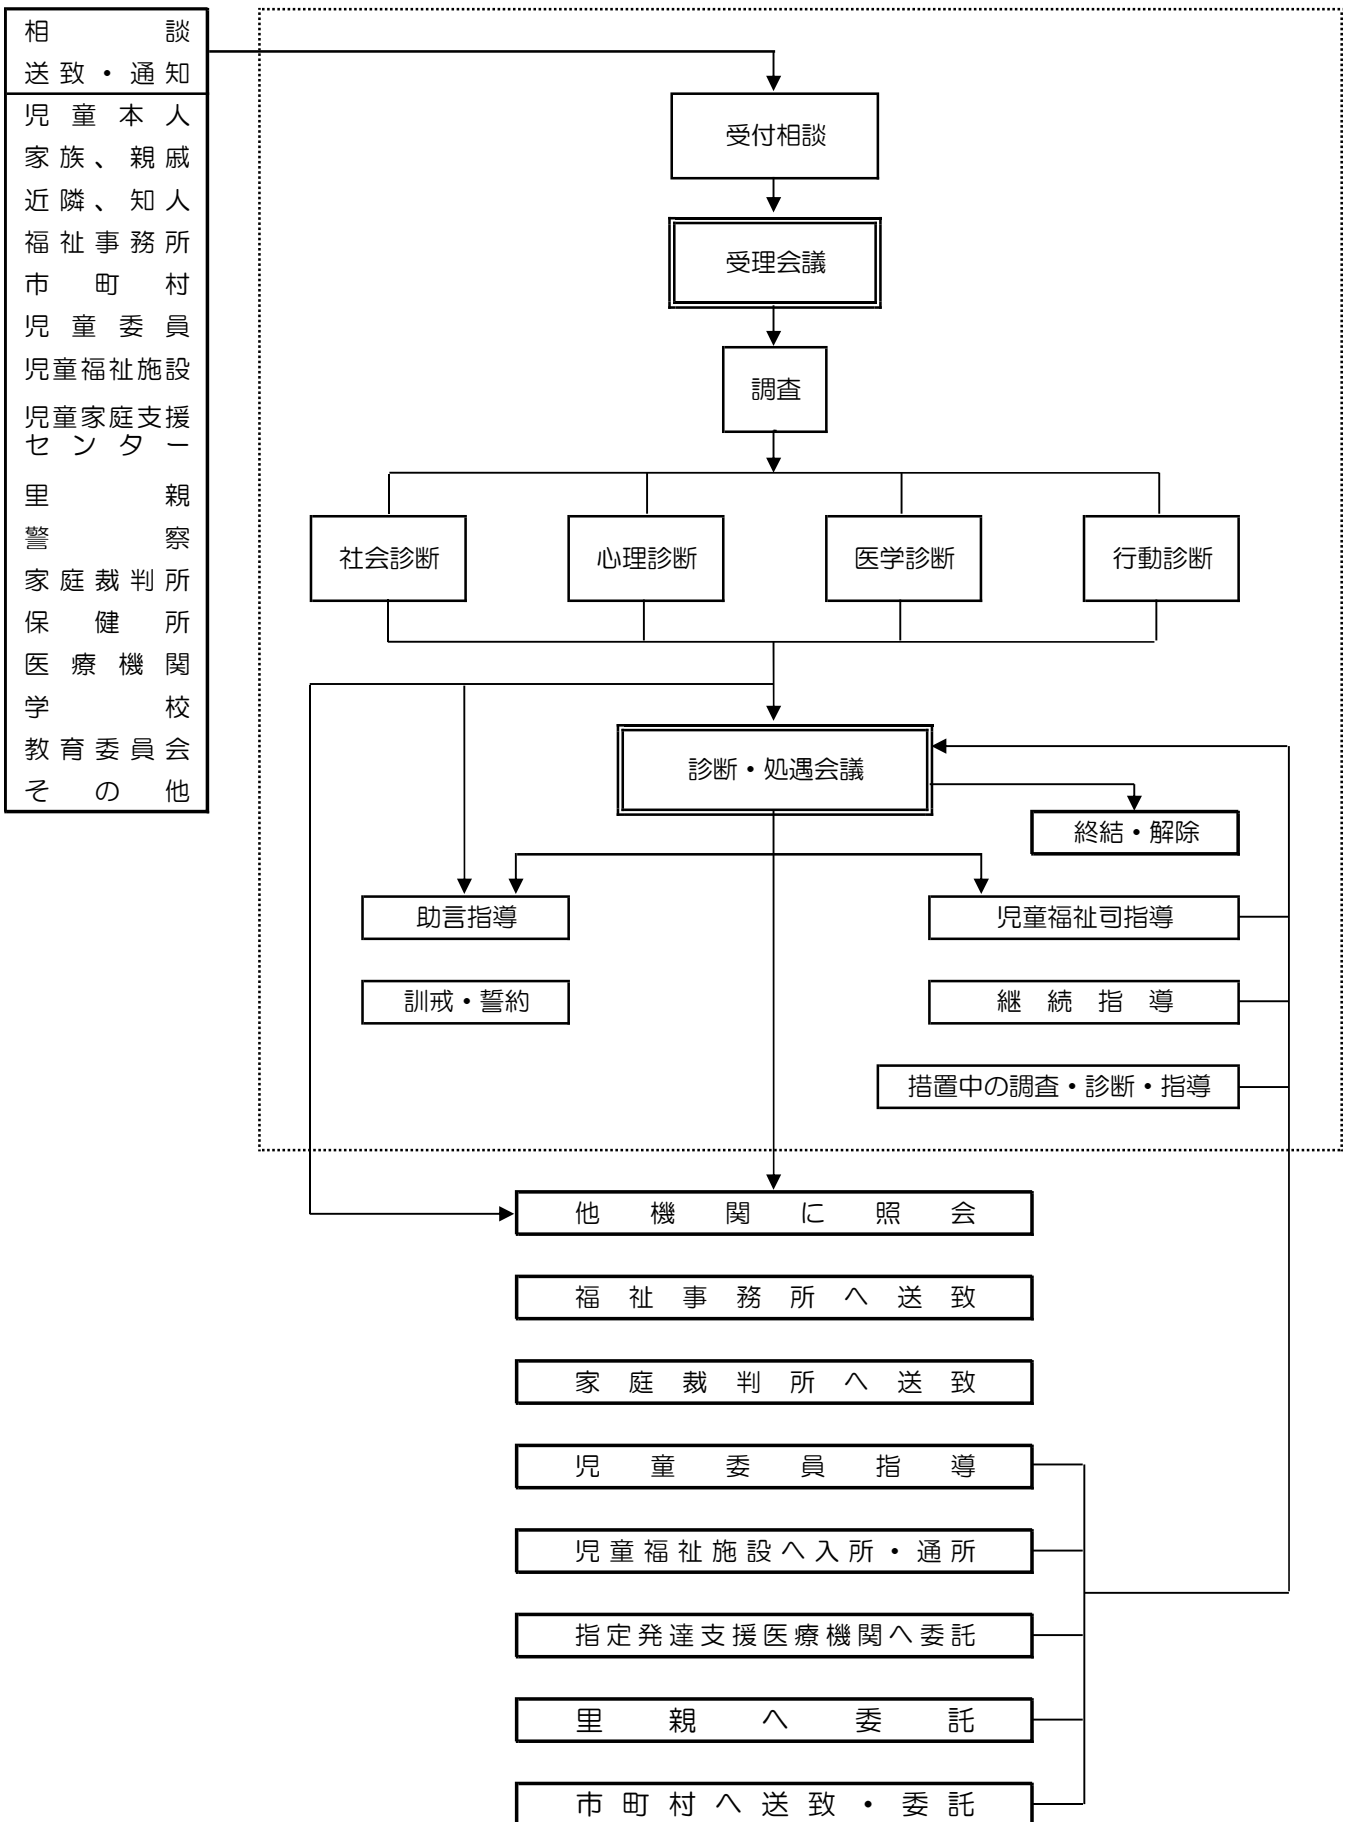 相談
送致・通知
児童本人
家族、親戚
近隣、知人
福祉事務所
市町村
児童委員
児童福祉施設
児童家庭支援
センター
里親
警察
家庭裁判所
保健所
医療機関
学校
教育委員会
その他
受付相談
受理会議
調査
社会診断
心理診断
医学診断
行動診断
診断・処遇会議
終結・解除
助言指導
児童福祉司指導
訓戒・誓約
継続指導
措置中の調査・診断・指導
他機関に照会
福祉事務所へ送致
家庭裁判所へ送致
児童委員指導
児童福祉施設へ入所・通所
指定発達支援医療機関へ委託
里親へ委託
市町村へ送致・委託